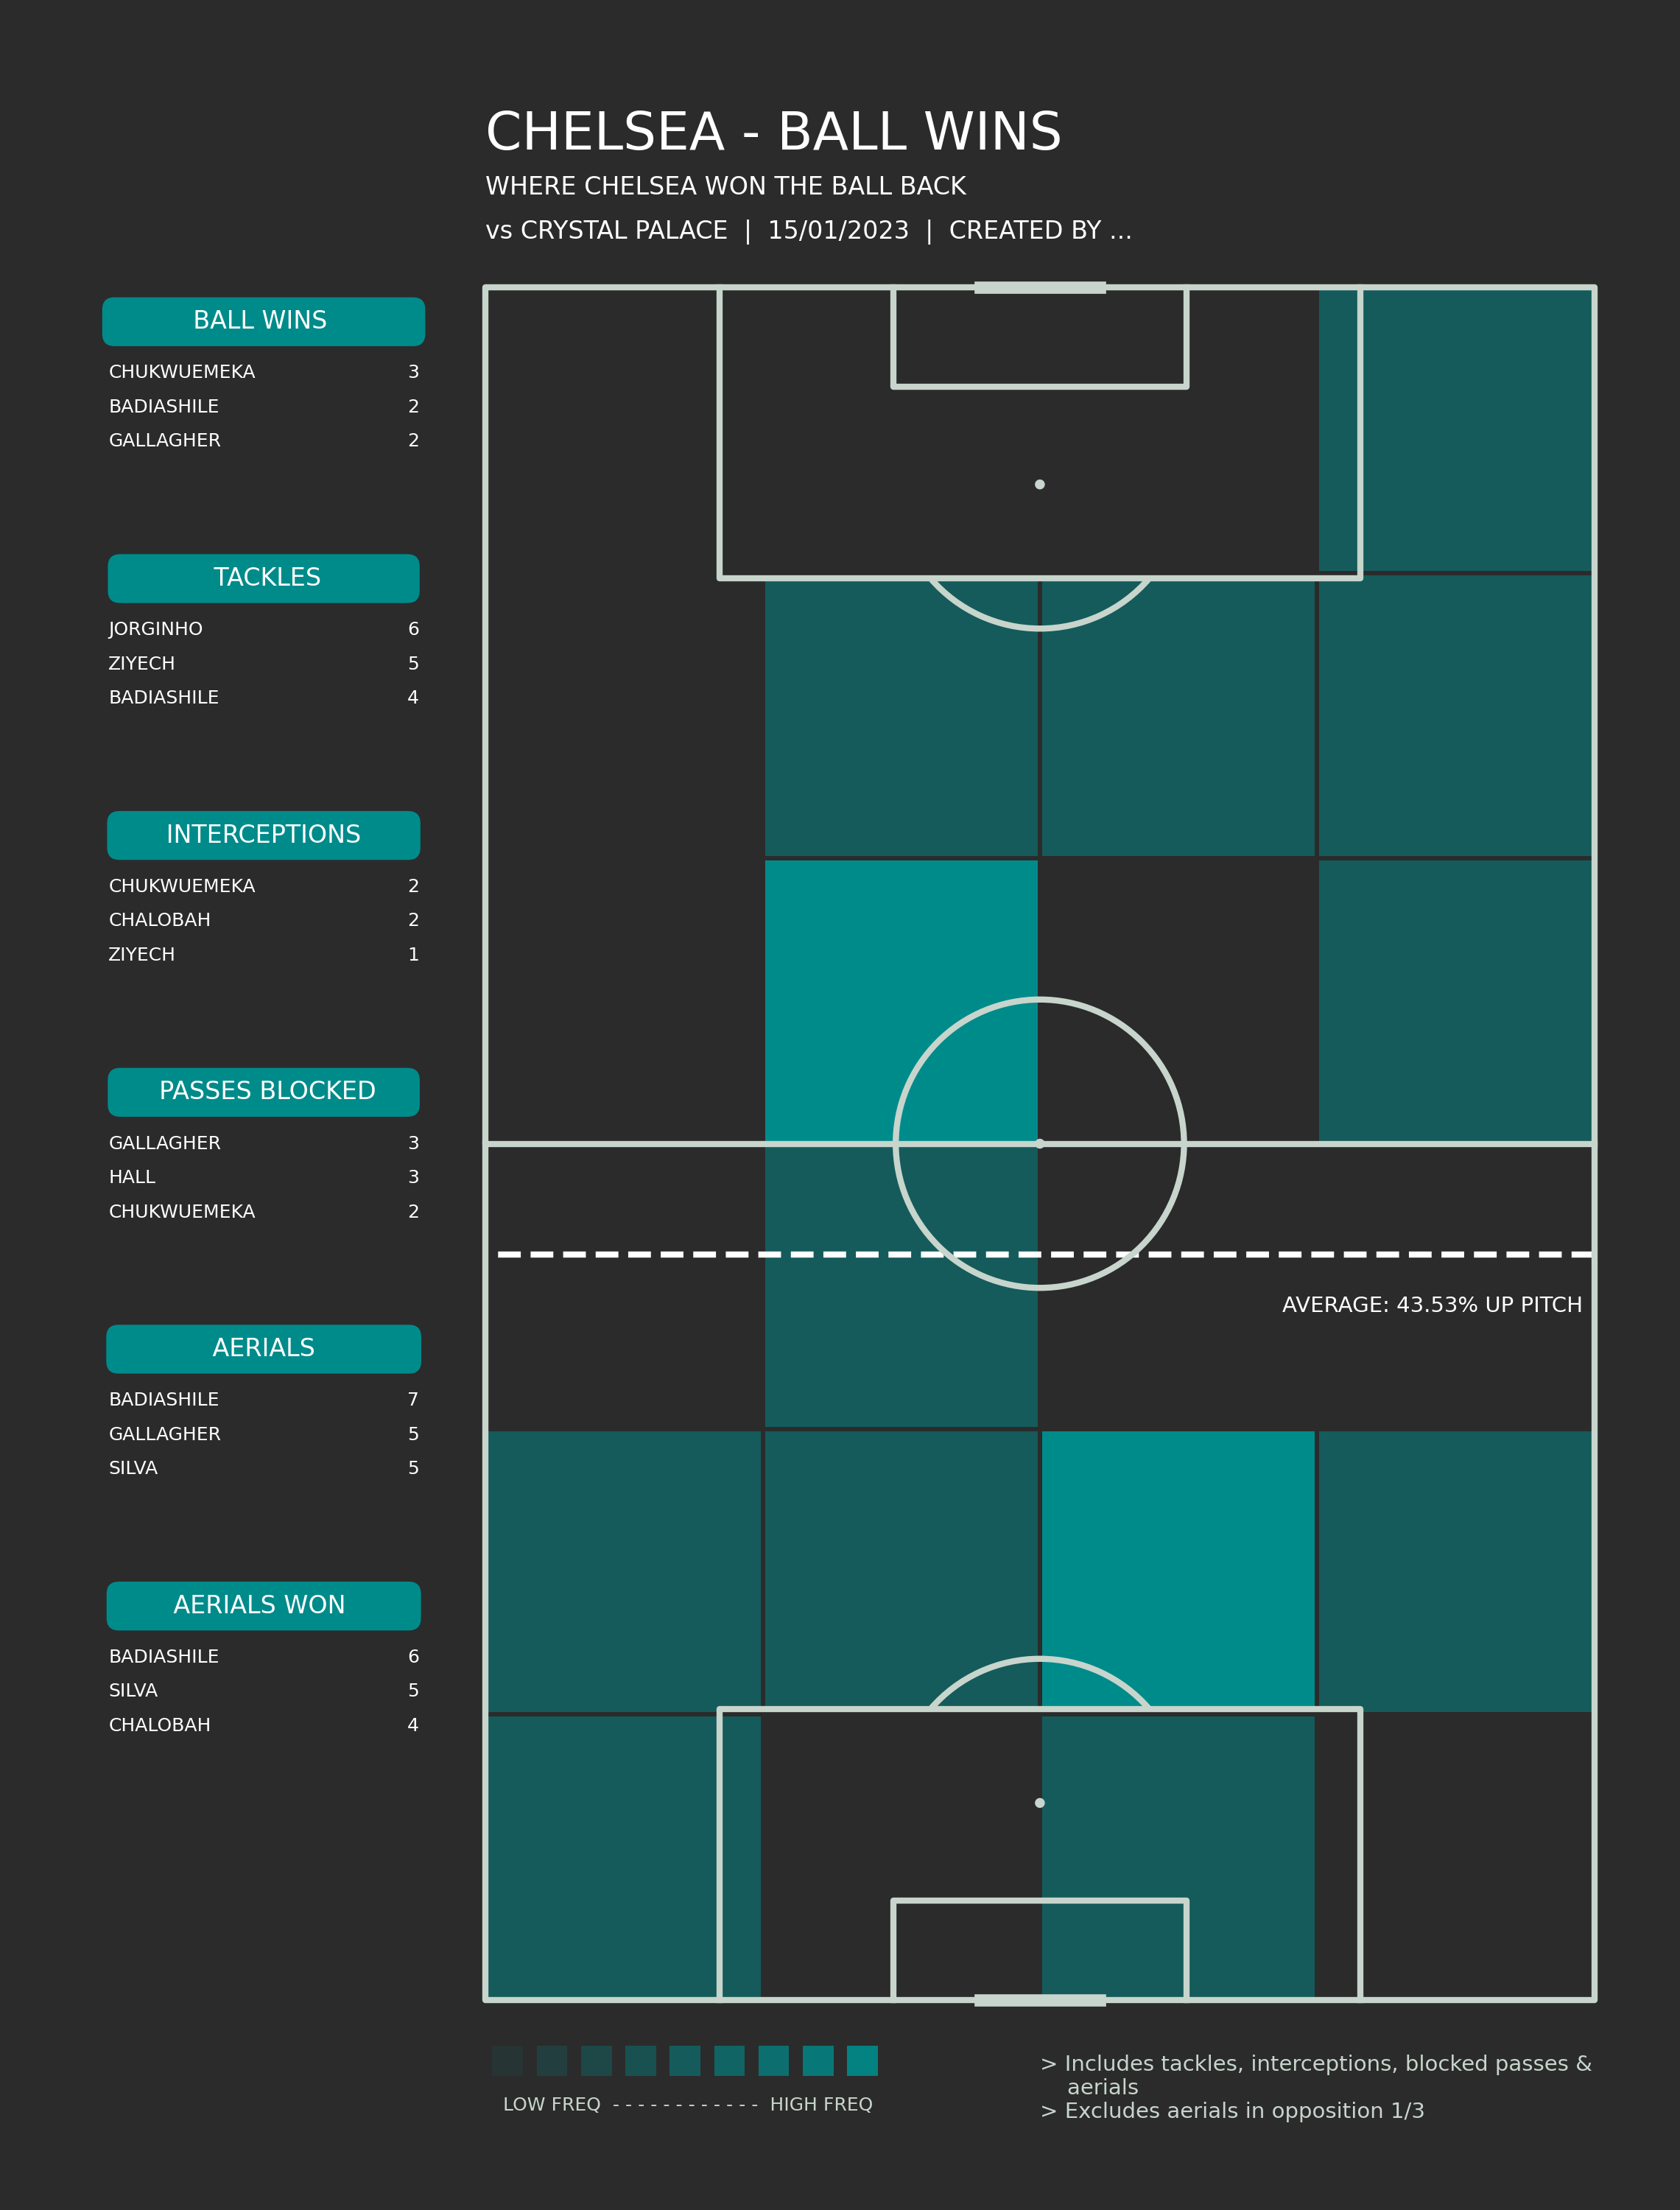 CHELSEA - BALL WINS
WHERE CHELSEA WON THE BALL BACK
vs CRYSTAL PALACE | 15/01/2023 | CREATED BY ...
BALL WINS
CHUKWUEMEKA 3
BADIASHILE 2
GALLAGHER 2
TACKLES
JORGINHO 6
ZIYECH 5
BADIASHILE 4
INTERCEPTIONS
CHUKWUEMEKA 2
CHALOBAH 2
ZIYECH 1
PASSES BLOCKED
GALLAGHER 3
HALL 3
CHUKWUEMEKA 2
AERIALS
BADIASHILE 7
GALLAGHER 5
SILVA 5
AERIALS WON
BADIASHILE 6
SILVA 5
CHALOBAH 4
AVERAGE: 43.53% UP PITCH
LOW FREQ - - - - - - - - - - - - HIGH FREQ
> Includes tackles, interceptions, blocked passes &
aerials
> Excludes aerials in opposition 1/3